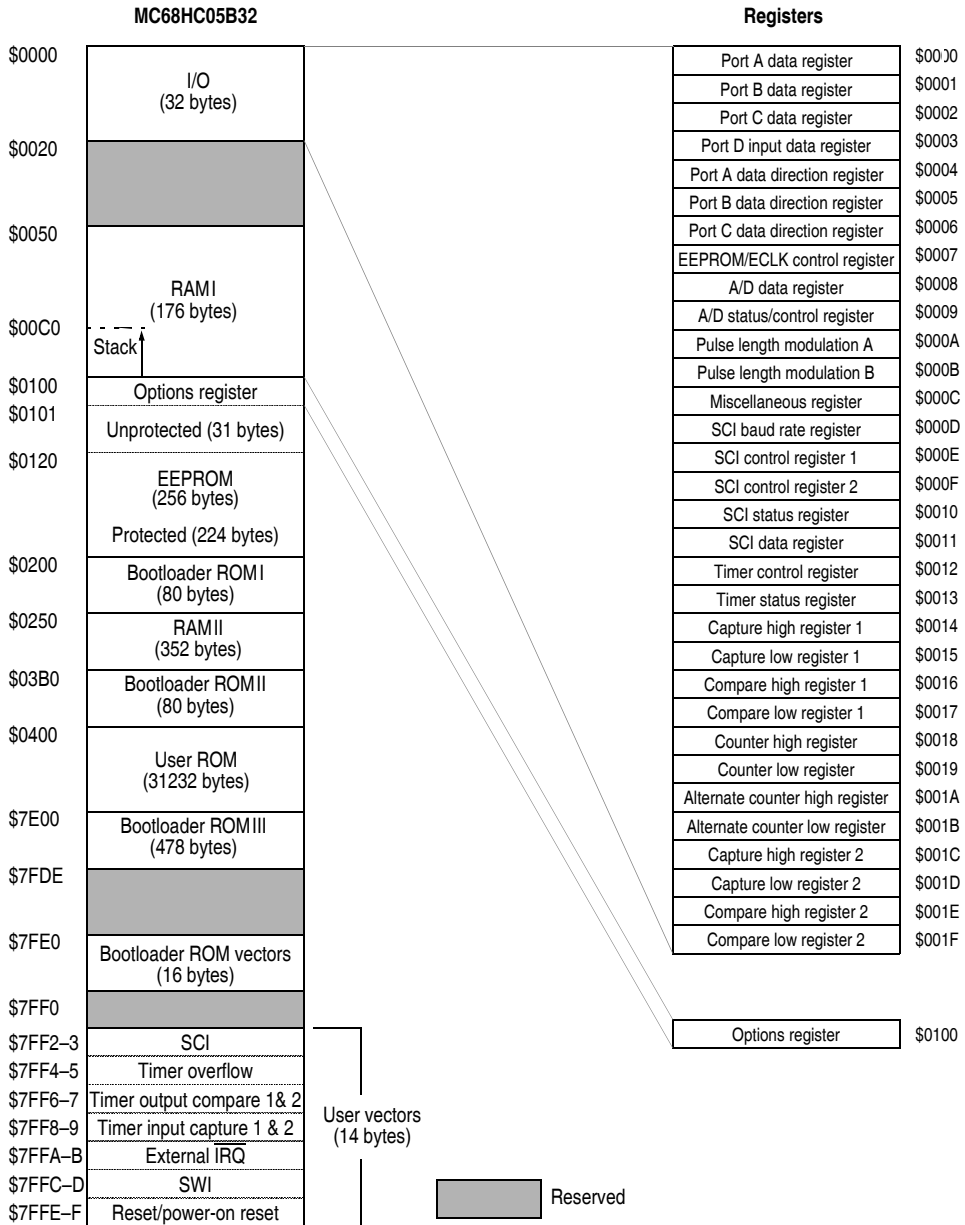 MC68HC05B32
$0000
I/O
(32 bytes)
$0020
$0050
RAMI
(176 bytes)
$00C0
Stack
$0100
Options register
$0101
Unprotected (31 bytes)
$0120
EEPROM
(256 bytes)
Protected (224 bytes)
$0200
Bootloader ROMI
(80 bytes)
$0250
RAMII
(352 bytes)
$03B0
Bootloader ROMII
(80 bytes)
$0400
User ROM
(31232 bytes)
$7E00
Bootloader ROMIII
(478 bytes)
$7FDE
$7FE0
Bootloader ROM vectors
(16 bytes)
$7FF0
$7FF2–3 SCI
$7FF4–5 Timer overflow
$7FF6–7 Timer output compare 1& 2
$7FF8–9 Timer input capture 1 & 2
$7FFA–B External IRQ
$7FFC–D SWI
$7FFE–F Reset/power-on reset
User vectors
(14 bytes)
Reserved
Registers
Port A data register $0000
Port B data register $0001
Port C data register $0002
Port D input data register $0003
Port A data direction register $0004
Port B data direction register $0005
Port C data direction register $0006
EEPROM/ECLK control register $0007
A/D data register $0008
A/D status/control register $0009
Pulse length modulation A $000A
Pulse length modulation B $000B
Miscellaneous register $000C
SCI baud rate register $000D
SCI control register 1 $000E
SCI control register 2 $000F
SCI status register $0010
SCI data register $0011
Timer control register $0012
Timer status register $0013
Capture high register 1 $0014
Capture low register 1 $0015
Compare high register 1 $0016
Compare low register 1 $0017
Counter high register $0018
Counter low register $0019
Alternate counter high register $001A
Alternate counter low register $001B
Capture high register 2 $001C
Capture low register 2 $001D
Compare high register 2 $001E
Compare low register 2 $001F
Options register $0100